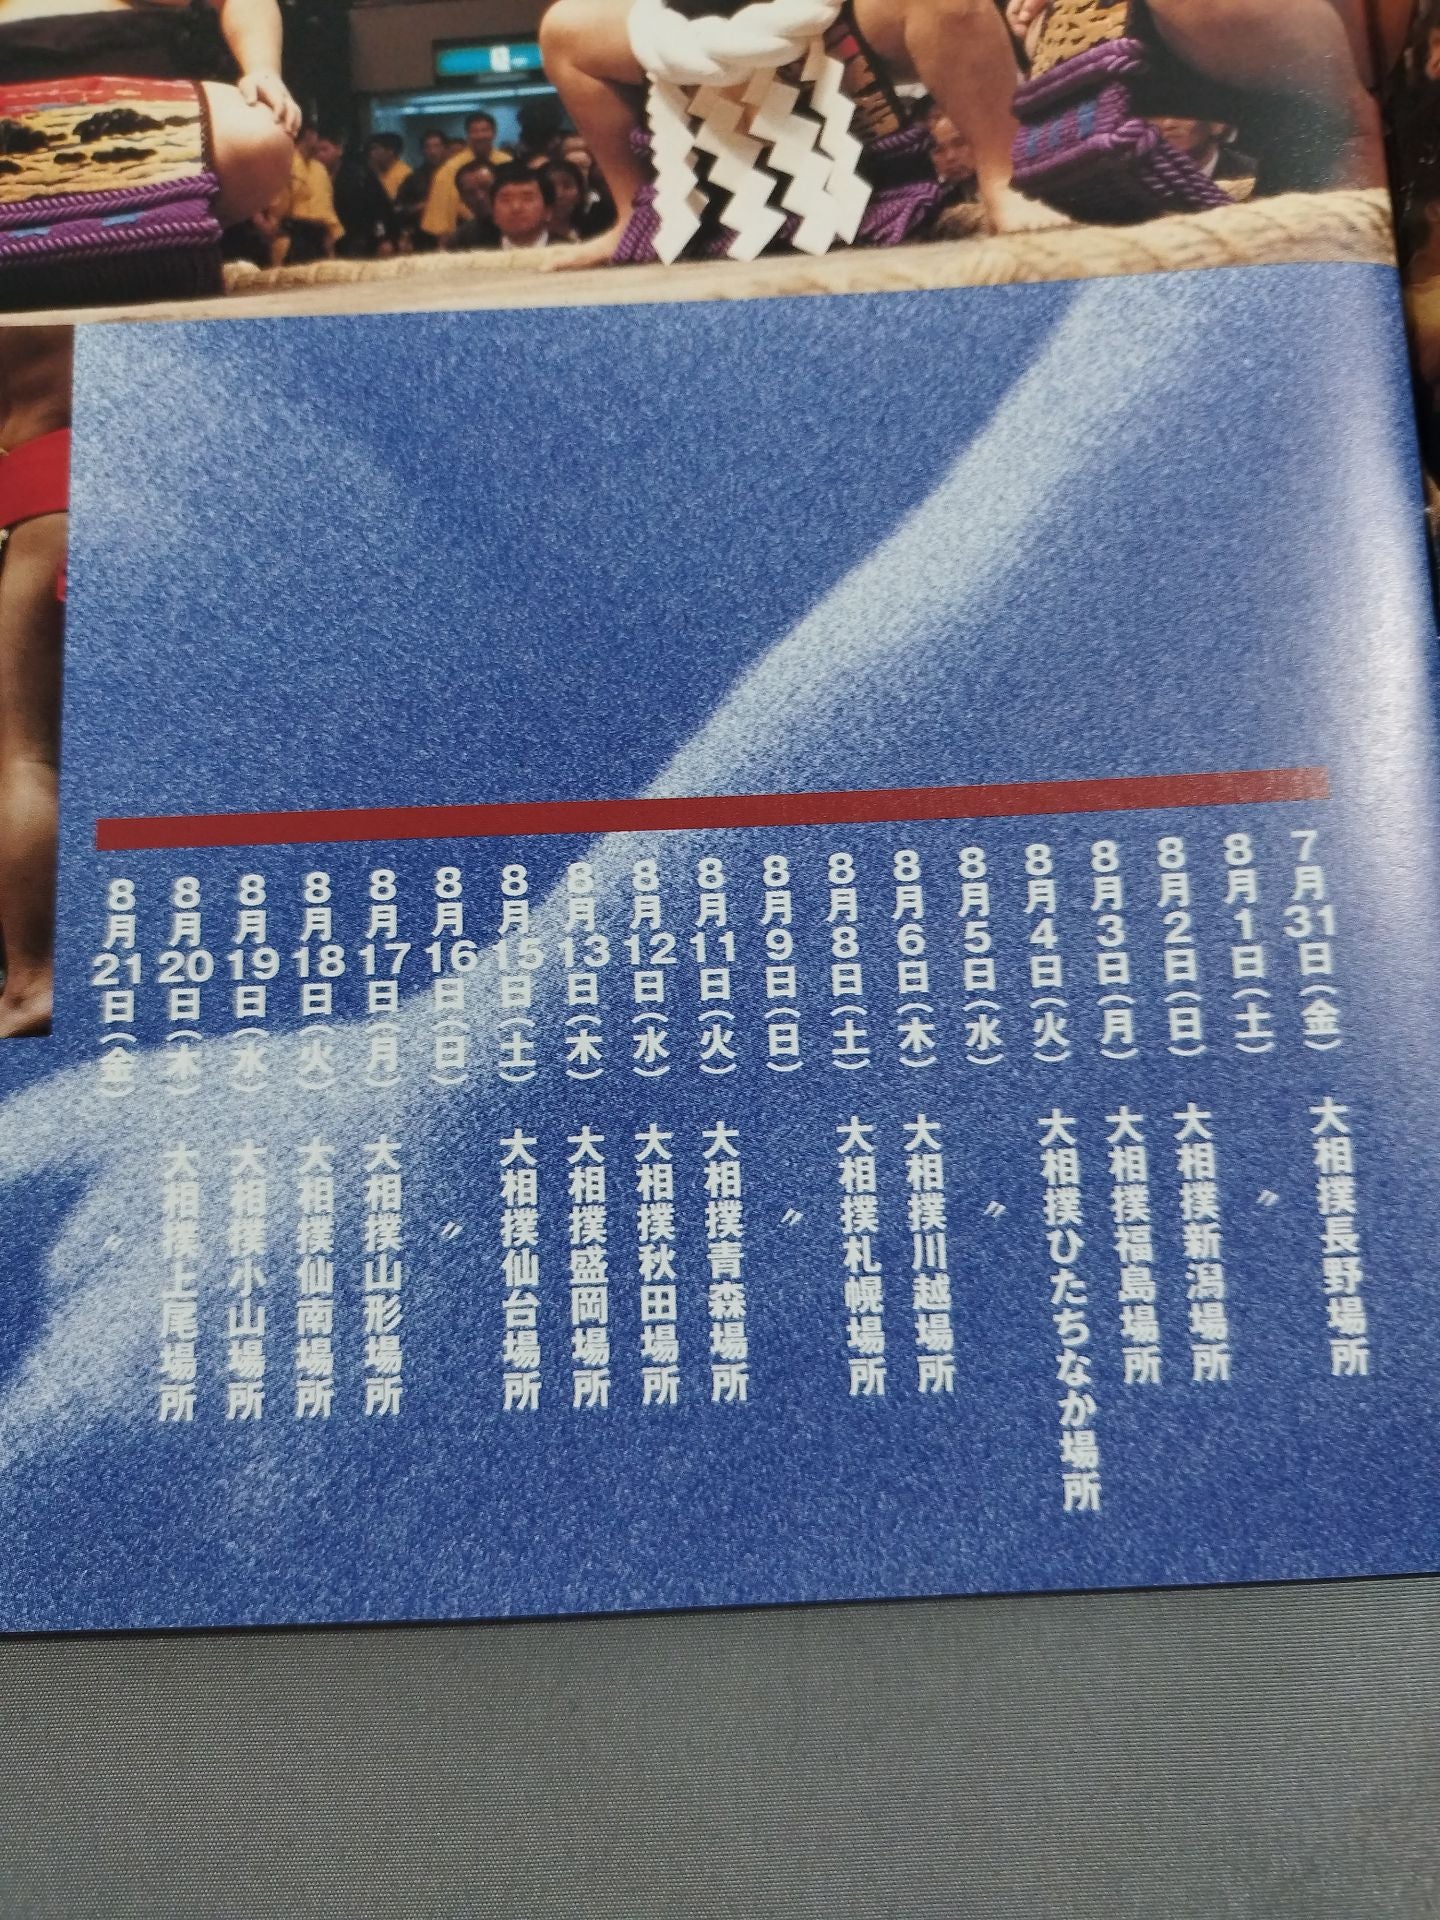 7月31日(金) 大相撲長野場所
8月1日(土) 〃
8月2日(日) 大相撲新潟場所
8月3日(月) 大相撲福島場所
8月4日(火) 大相撲ひたちなか場所
8月5日(水) 〃
8月6日(木) 大相撲川越場所
8月8日(土) 大相撲札幌場所
8月9日(日) 〃
8月11日(火) 大相撲青森場所
8月12日(水) 大相撲秋田場所
8月13日(木) 大相撲盛岡場所
8月15日(土) 大相撲仙台場所
8月16日(日) 〃
8月17日(月) 大相撲山形場所
8月18日(火) 大相撲仙南場所
8月19日(水) 大相撲小山場所
8月20日(木) 大相撲上尾場所
8月21日(金) 〃